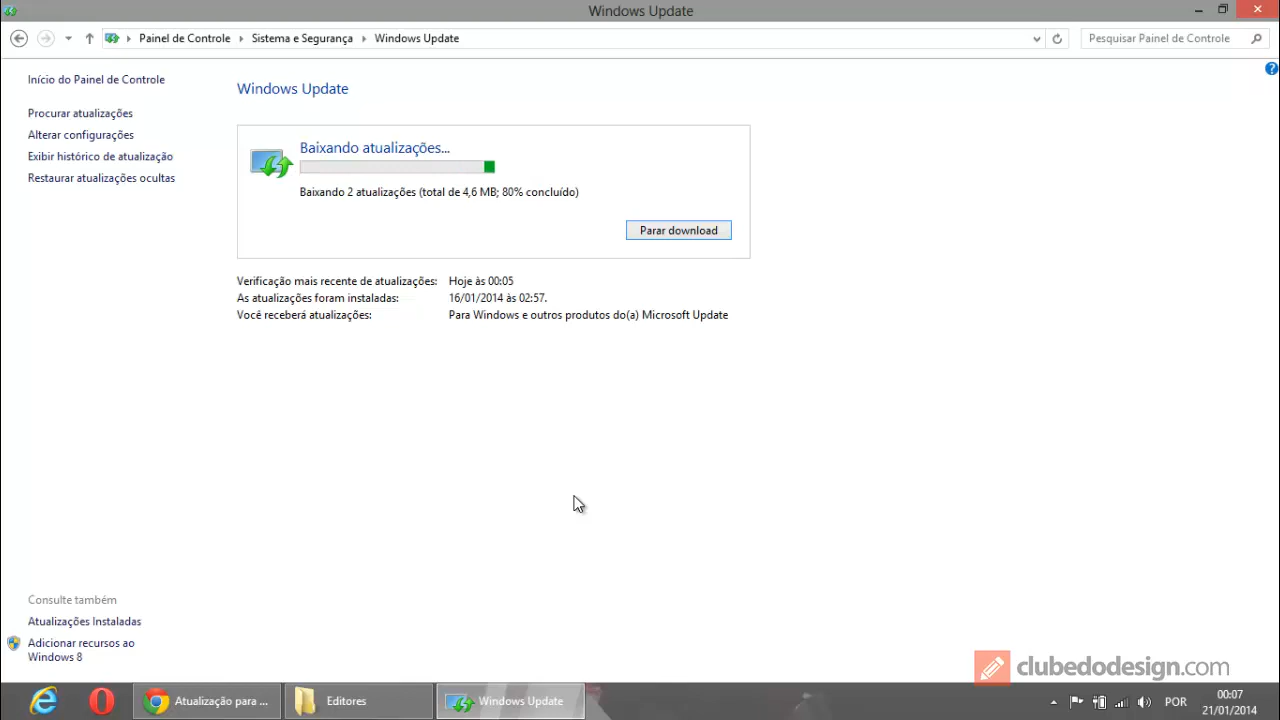 Windows Update
Painel de Controle
Sistema e Segurança
Windows Update
Pesquisar Painel de Controle
Início do Painel de Controle
Procurar atualizações
Alterar configurações
Exibir histórico de atualização
Restaurar atualizações ocultas
Windows Update
Baixando atualizações...
Baixando 2 atualizações (total de 4,6 MB; 80% concluído)
Parar download
Verificação mais recente de atualizações: Hoje às 00:05
As atualizações foram instaladas: 16/01/2014 às 02:57.
Você receberá atualizações: Para Windows e outros produtos do(a) Microsoft Update
Consulte também
Atualizações Instaladas
Adicionar recursos ao
Windows 8
clubedodesign.com
Atualização para ...
Editores
Windows Update
POR
00:07
21/01/2014